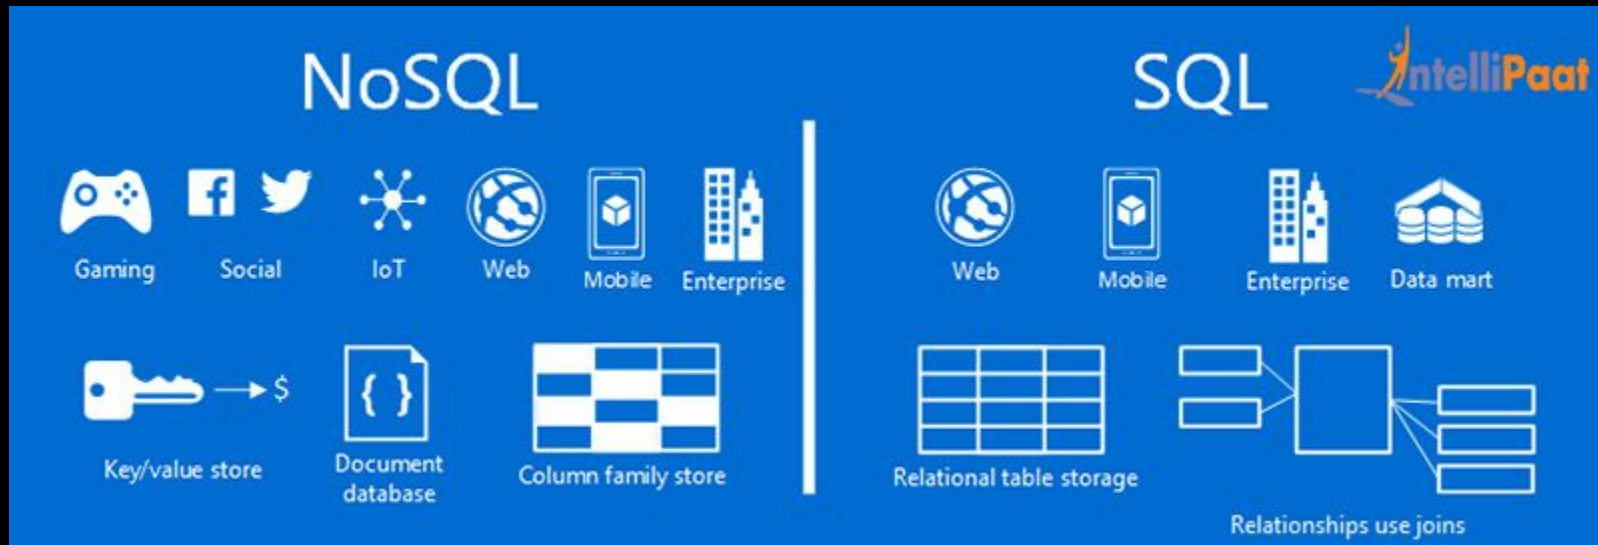 NoSQL
SQL
IntelliPaat
Gaming
Social
IoT
Web
Mobile
Enterprise
Web
Mobile
Enterprise
Data mart
$
{ }
Key/value store
Document
database
Column family store
Relational table storage
Relationships use joins